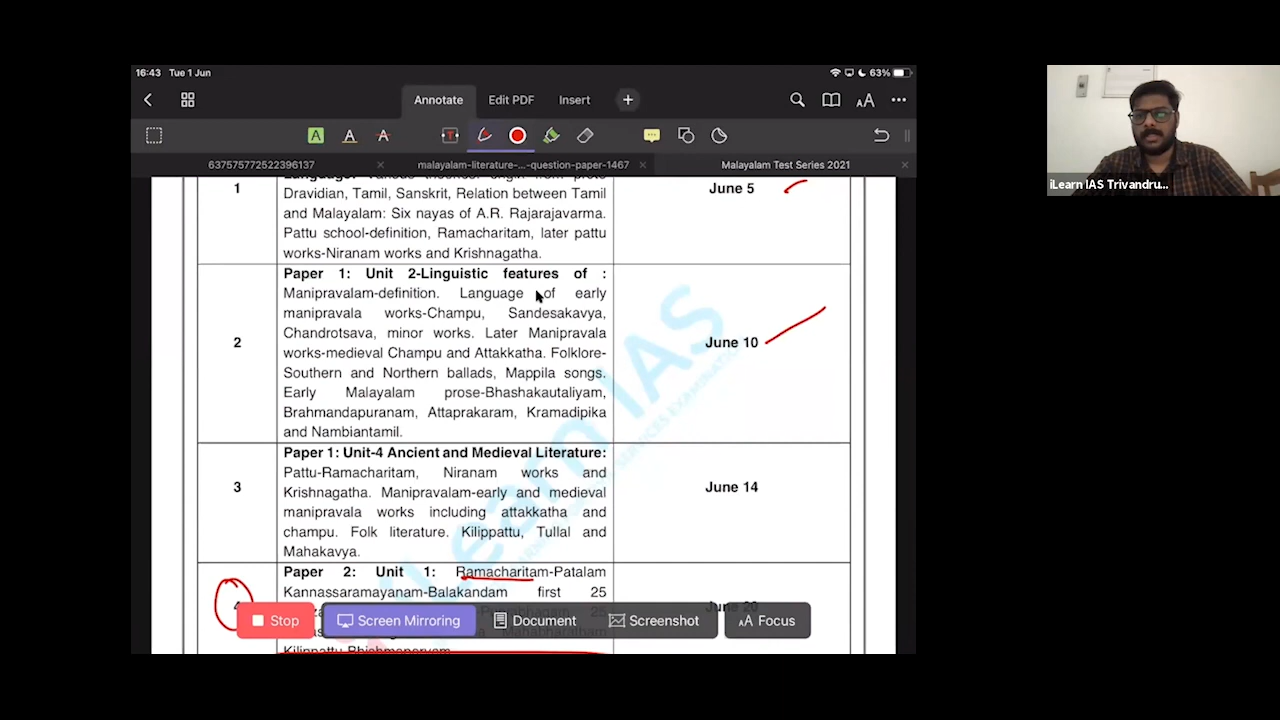 16:43 Tue 1 Jun
63%
Annotate Edit PDF Insert
637575772522396137
malayalam-literature-...-question-paper-1467
Malayalam Test Series 2021
iLearn IAS Trivandru...
1
Dravidian, Tamil, Sanskrit, Relation between Tamil
and Malayalam: Six nayas of A.R. Rajarajavarma.
Pattu school-definition, Ramacharitam, later pattu
works-Niranam works and Krishnagatha.
June 5
2
Paper 1: Unit 2-Linguistic features of :
Manipravalam-definition. Language of early
manipravala works-Champu, Sandesakavya,
Chandrotsava, minor works. Later Manipravala
works-medieval Champu and Attakkatha. Folklore-
Southern and Northern ballads, Mappila songs.
Early Malayalam prose-Bhashakautaliyam,
Brahmandapuranam, Attaprakaram, Kramadipika
and Nambiantamil.
June 10
3
Paper 1: Unit-4 Ancient and Medieval Literature:
Pattu-Ramacharitam, Niranam works and
Krishnagatha. Manipravalam-early and medieval
manipravala works including attakkatha and
champu. Folk literature. Kilippattu, Tullal and
Mahakavya.
June 14
4
Paper 2: Unit 1: Ramacharitam-Patalam
Kannassaramayanam-Balakandam first 25
June 20
Stop
Screen Mirroring
Document
Screenshot
AA Focus
iLearn IAS